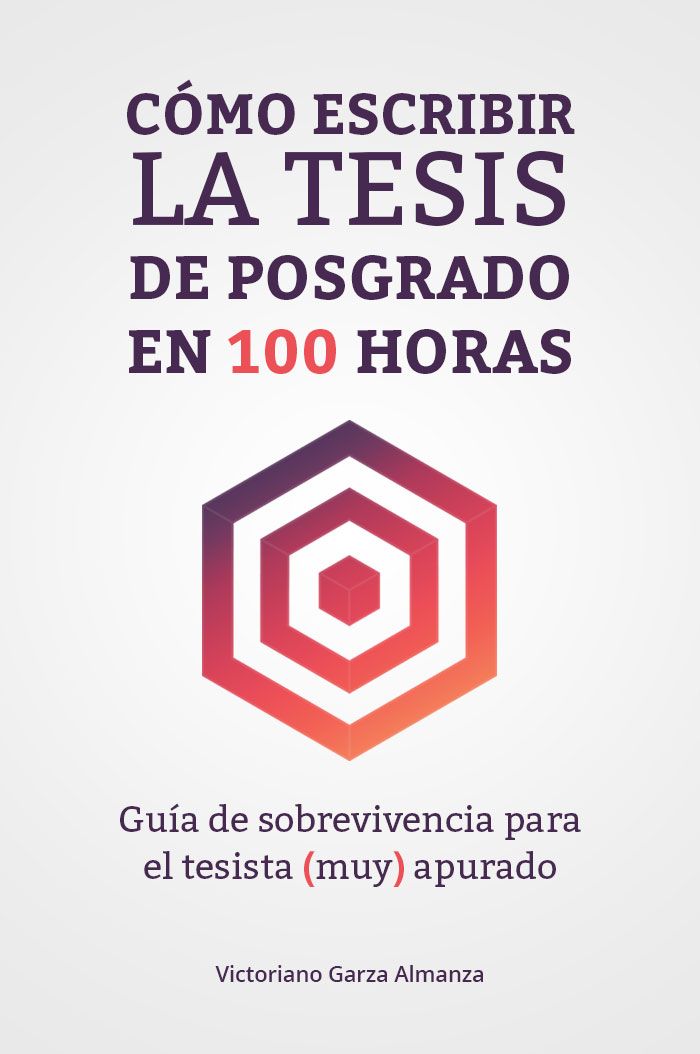 CÓMO ESCRIBIR
LA TESIS
DE POSGRADO
EN 100 HORAS
Guía de sobrevivencia para
el tesista (muy) apurado
Victoriano Garza Almanza